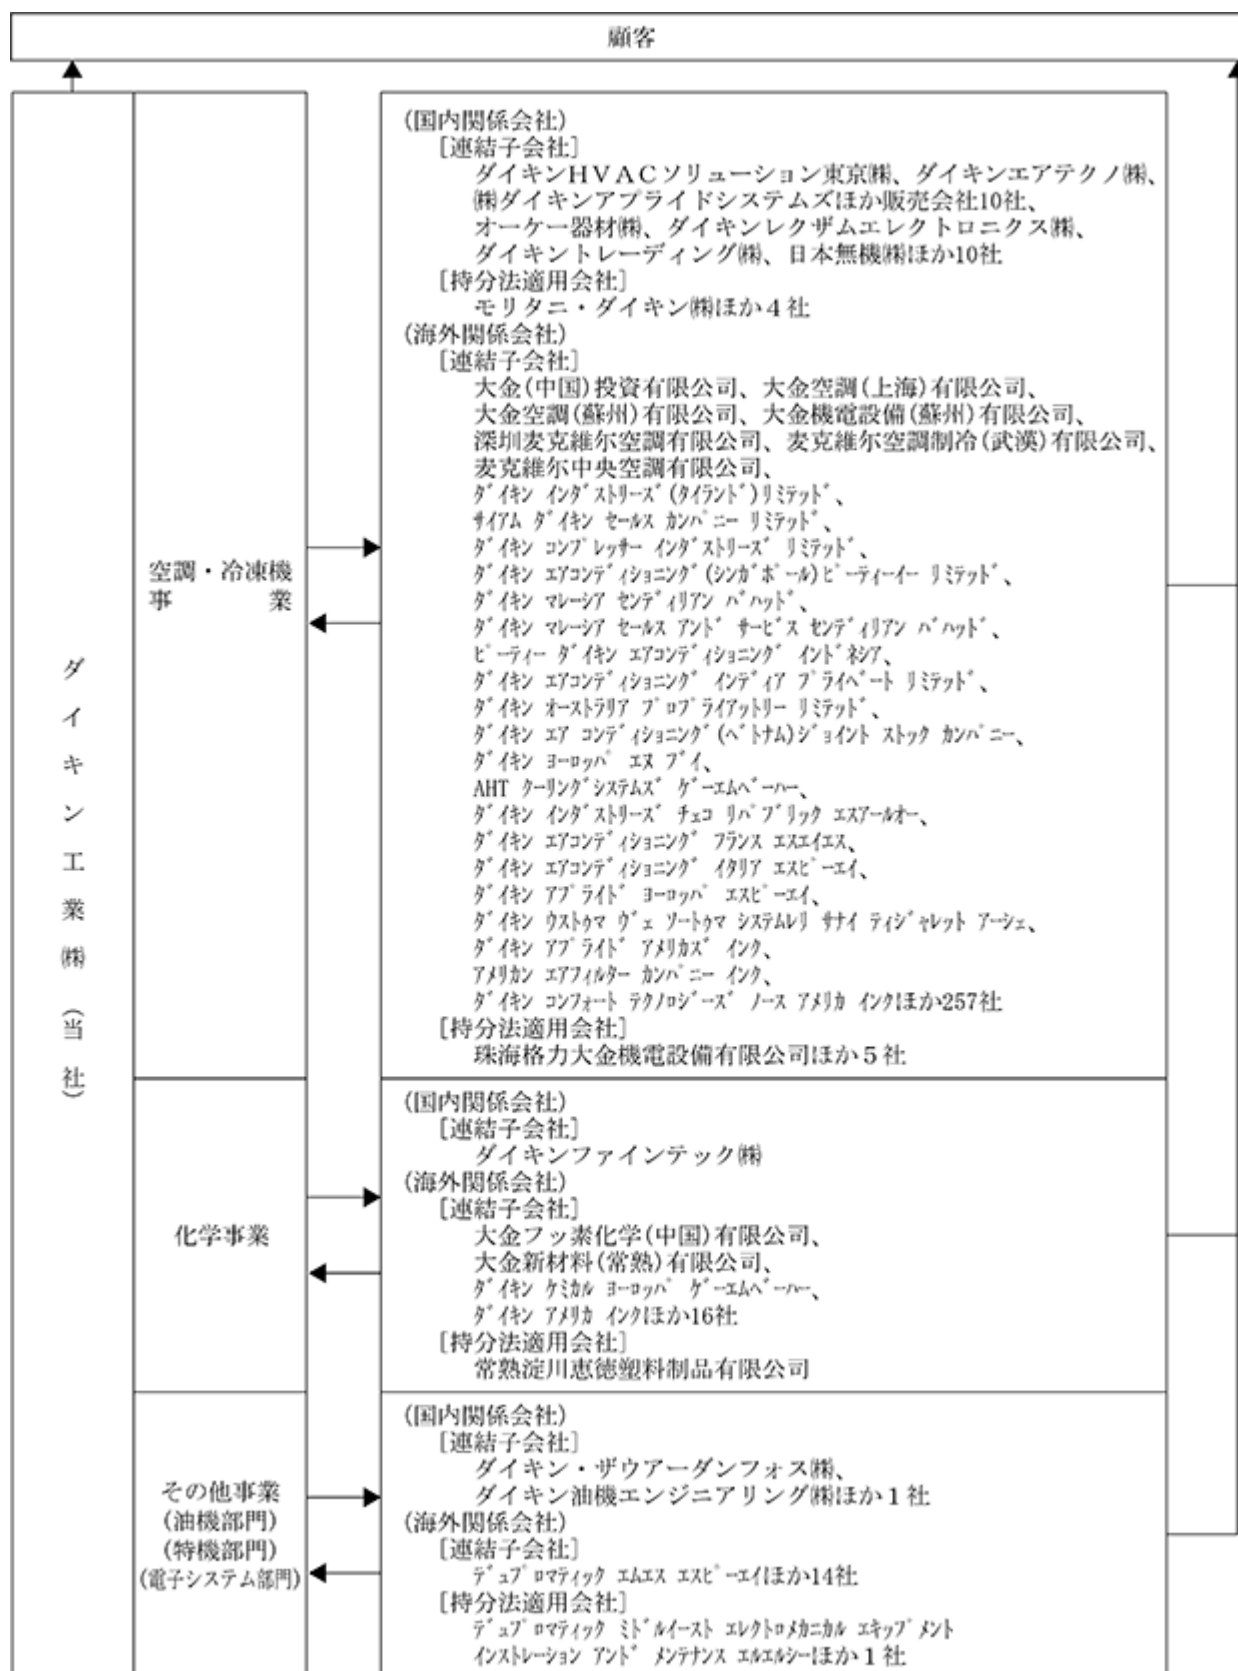 顧客
ダイキン工業㈱(当社)
空調・冷凍機
事業
(国内関係会社)
[連結子会社]
ダイキンHVACソリューション東京㈱、ダイキンエアテクノ㈱、
㈱ダイキンアプライドシステムズほか販売会社10社、
オーケー器材㈱、ダイキンレクザムエレクトロニクス㈱、
ダイキントレーディング㈱、日本無機㈱ほか10社
[持分法適用会社]
モリタニ・ダイキン㈱ほか4社
(海外関係会社)
[連結子会社]
大金(中国)投資有限公司、大金空調(上海)有限公司、
大金空調(蘇州)有限公司、大金機電設備(蘇州)有限公司、
深圳麦克維尔空調有限公司、麦克維尔空調制冷(武漢)有限公司、
麦克維尔中央空調有限公司、
ダイキン インダストリーズ(タイランド)リミテッド、
サイアム ダイキン セールス カンパニー リミテッド、
ダイキン コンプレッサー インダストリーズ リミテッド、
ダイキン エアコンディショニング(シンガポール)ピーティーイー リミテッド、
ダイキン マレーシア センディリアン バハッド、
ダイキン マレーシア セールス アンド サービス センディリアン バハッド、
ピーティー ダイキン エアコンディショニング インドネシア、
ダイキン エアコンディショニング インディア プライベート リミテッド、
ダイキン オーストラリア プロプライアットリー リミテッド、
ダイキン エア コンディショニング(ベトナム)ジョイント ストック カンパニー、
ダイキン ヨーロッパ エヌ ブイ、
AHT クーリングシステムズ ゲーエムベーハー、
ダイキン インダストリーズ チェコ リパブリック エスアールオー、
ダイキン エアコンディショニング フランス エスエイエス、
ダイキン エアコンディショニング イタリア エスピーエイ、
ダイキン アプライド ヨーロッパ エスピーエイ、
ダイキン ウストゥマ ヴェ ソートゥマ システムレリ サナイ ティジャレット アーシェ、
ダイキン アプライド アメリカズ インク、
アメリカン エアフィルター カンパニー インク、
ダイキン コンフォート テクノロジーズ ノース アメリカ インクほか257社
[持分法適用会社]
珠海格力大金機電設備有限公司ほか5社
化学事業
(国内関係会社)
[連結子会社]
ダイキンファインテック㈱
(海外関係会社)
[連結子会社]
大金フッ素化学(中国)有限公司、
大金新材料(常熟)有限公司、
ダイキン ケミカル ヨーロッパ ゲーエムベーハー、
ダイキン アメリカ インクほか16社
[持分法適用会社]
常熟淀川恵徳塑料制品有限公司
その他事業
(油機部門)
(特機部門)
(電子システム部門)
(国内関係会社)
[連結子会社]
ダイキン・ザウアーダンフォス㈱、
ダイキン油機エンジニアリング㈱ほか1社
(海外関係会社)
[連結子会社]
デュプロマティック エムエス エスピーエイほか14社
[持分法適用会社]
デュプロマティック ミドルイースト エレクトロメカニカル エキップメント
インストレーション アンド メンテナンス エルエルシーほか1社